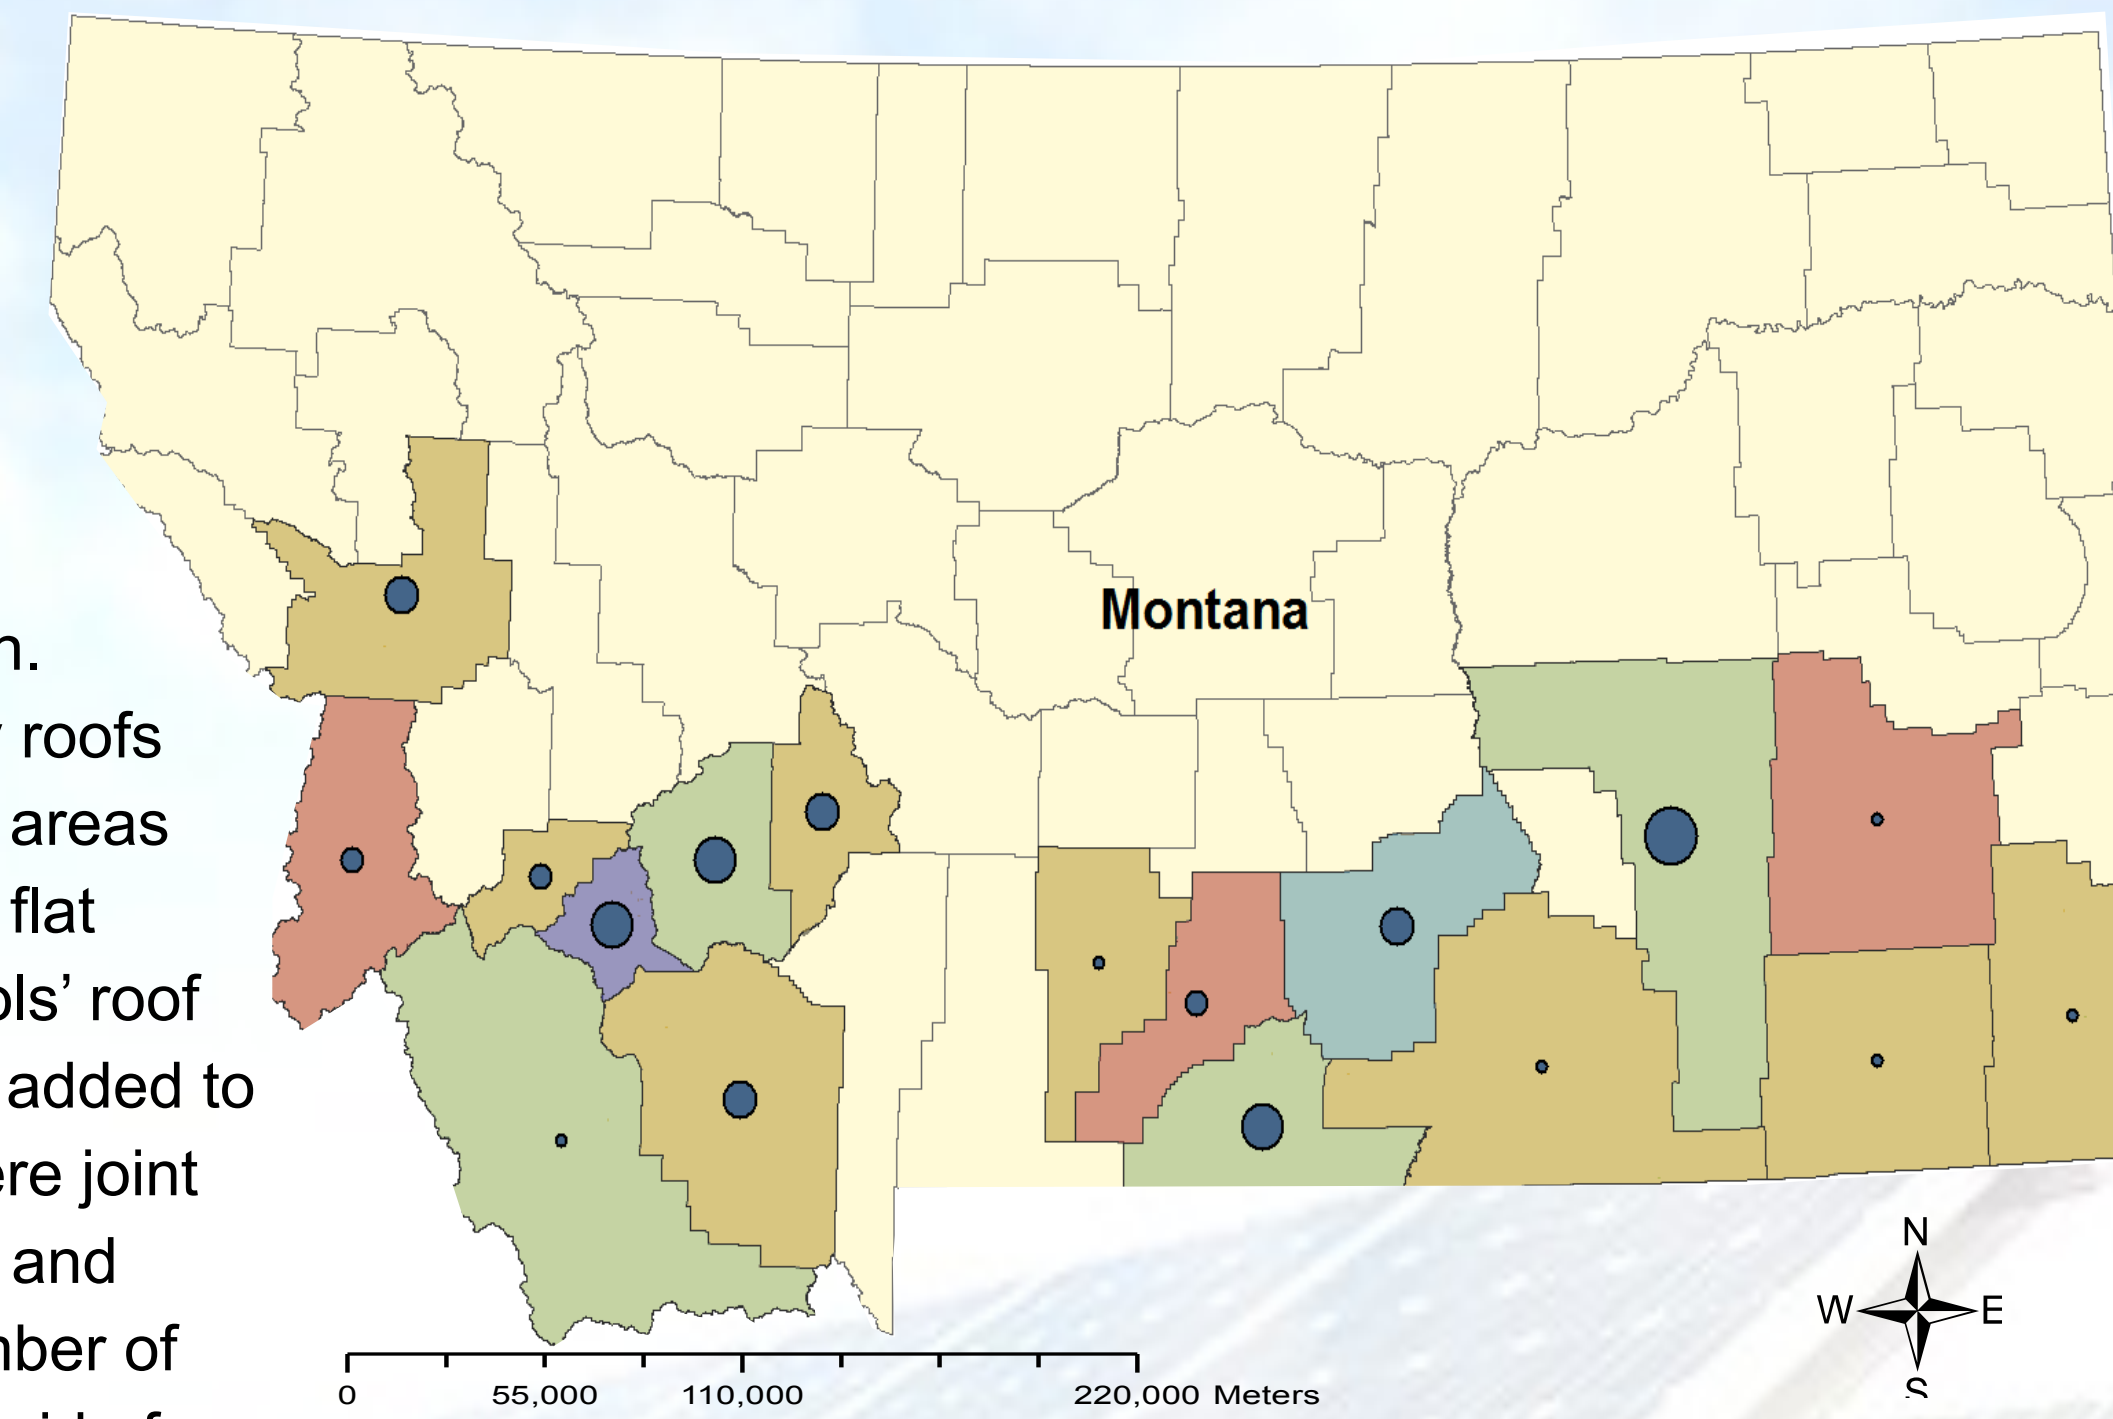 n.
roofs
areas
flat
ols’ roof
added to
ere joint
and
nber of
Montana
0 55,000 110,000 220,000 Meters
N
W E
S